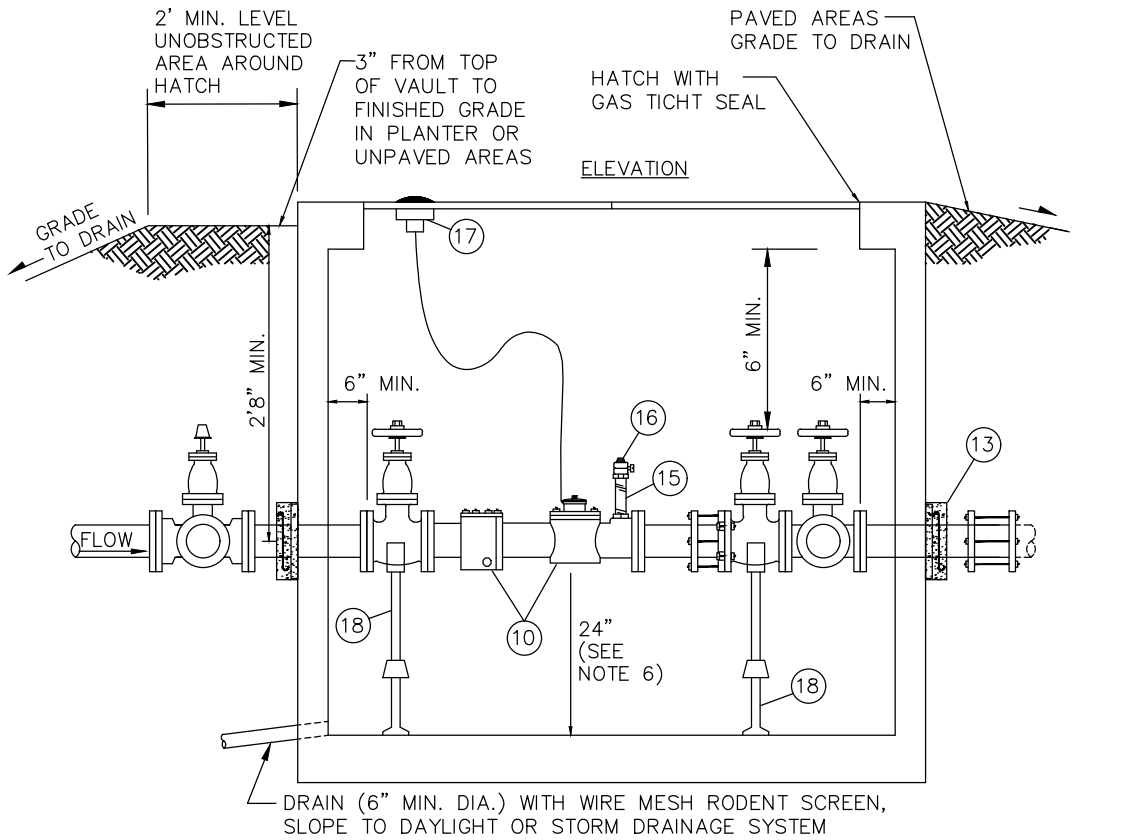 2' MIN. LEVEL
UNOBSTRUCTED
AREA AROUND
HATCH
3” FROM TOP
OF VAULT TO
FINISHED GRADE
IN PLANTER OR
UNPAVED AREAS
HATCH WITH
GAS TICHT SEAL
PAVED AREAS
GRADE TO DRAIN
ELEVATION
GRADE
TO DRAIN
17
2'8” MIN.
6” MIN.
6” MIN.
6” MIN.
16
15
13
FLOW
18
10
24”
(SEE
NOTE 6)
18
DRAIN (6” MIN. DIA.) WITH WIRE MESH RODENT SCREEN,
SLOPE TO DAYLIGHT OR STORM DRAINAGE SYSTEM